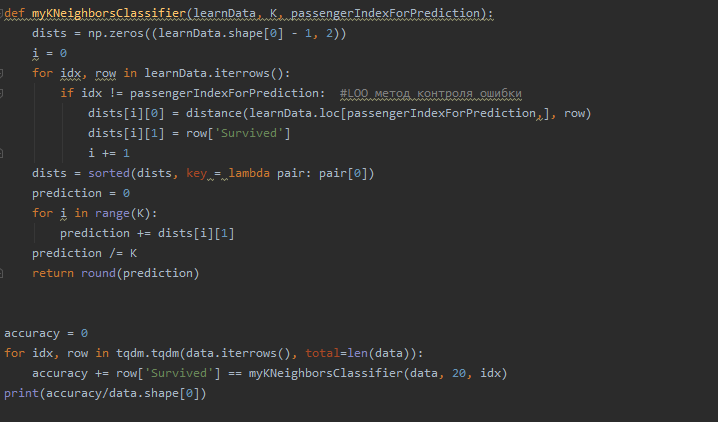 def myKNeighborsClassifier(learnData, K, passengerIndexForPrediction):
    dists = np.zeros((learnData.shape[0] - 1, 2))
    i = 0
    for idx, row in learnData.iterrows():
        if idx != passengerIndexForPrediction:  #LOO метод контроля ошибки
            dists[i][0] = distance(learnData.loc[passengerIndexForPrediction,], row)
            dists[i][1] = row['Survived']
            i += 1
    dists = sorted(dists, key = lambda pair: pair[0])
    prediction = 0
    for i in range(K):
        prediction += dists[i][1]
    prediction /= K
    return round(prediction)
accuracy = 0
for idx, row in tqdm.tqdm(data.iterrows(), total=len(data)):
    accuracy += row['Survived'] == myKNeighborsClassifier(data, 20, idx)
print(accuracy/data.shape[0])